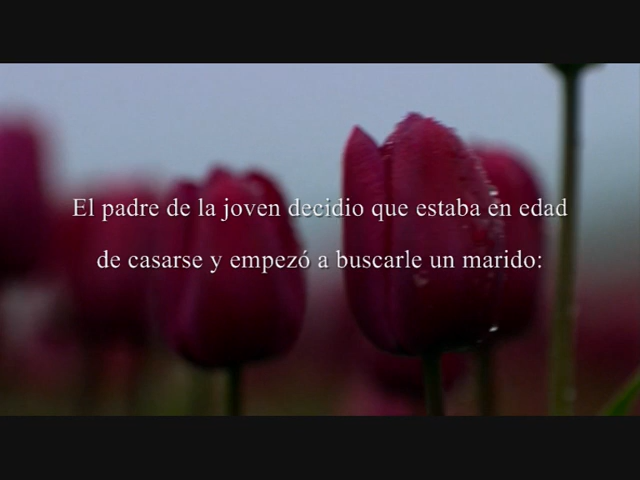 El padre de la joven decidio que estaba en edad
de casarse y empezó a buscarle un marido: